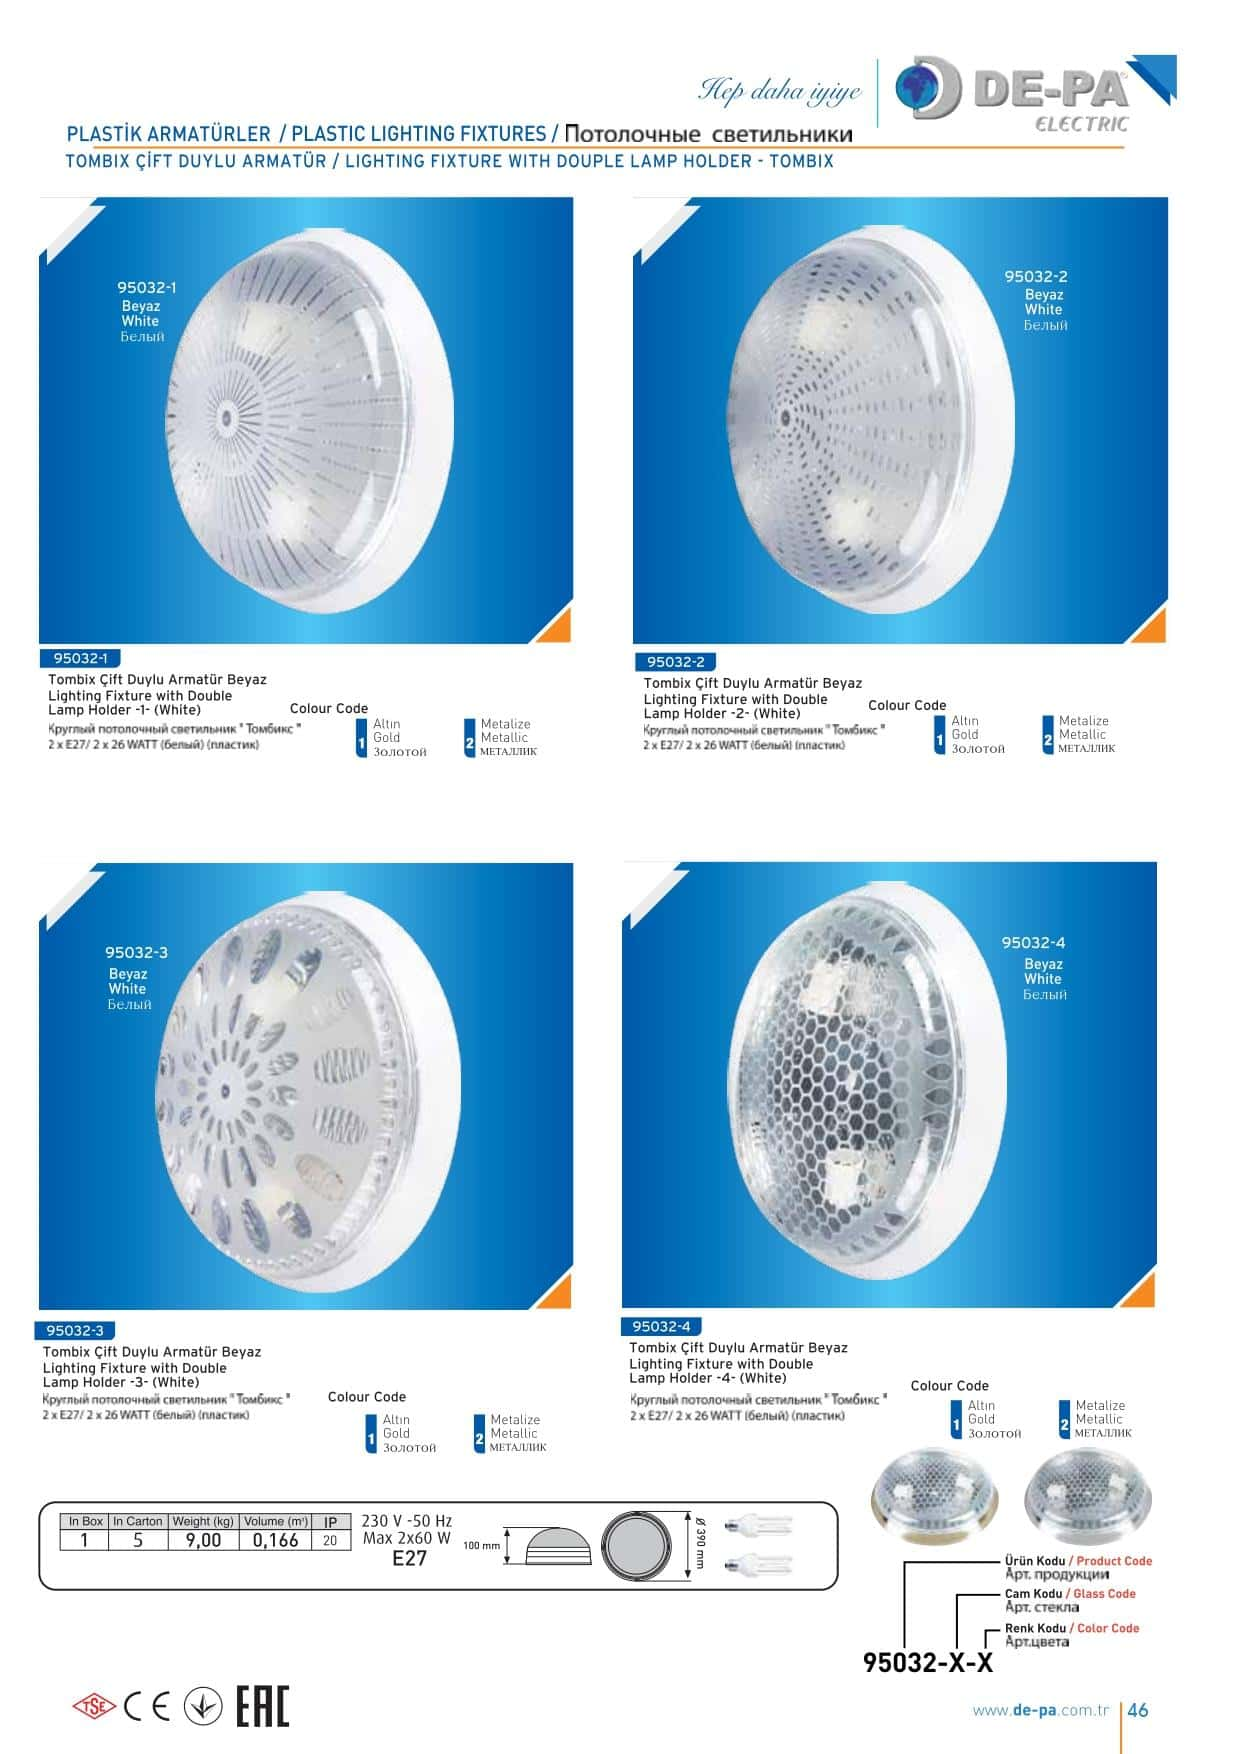 Hep daha iyiye
DE-PA
ELECTRIC
PLASTİK ARMATÜRLER / PLASTIC LIGHTING FIXTURES / Потолочные светильники
TOMBIX ÇİFT DUYLU ARMATÜR / LIGHTING FIXTURE WITH DOUPLE LAMP HOLDER - TOMBIX
95032-1
Beyaz
White
Белый
95032-2
Beyaz
White
Белый
95032-1
Tombix Çift Duylu Armatür Beyaz
Lighting Fixture with Double
Lamp Holder -1- (White)
Круглый потолочный светильник " Томбикс "
2 x E27/ 2 x 26 WATT (белый) (пластик)
Colour Code
1
Altın
Gold
Золотой
2
Metalize
Metallic
МЕТАЛЛИК
95032-2
Tombix Çift Duylu Armatür Beyaz
Lighting Fixture with Double
Lamp Holder -2- (White)
Круглый потолочный светильник " Томбикс "
2 x E27/ 2 x 26 WATT (белый) (пластик)
Colour Code
1
Altın
Gold
Золотой
2
Metalize
Metallic
МЕТАЛЛИК
95032-3
Beyaz
White
Белый
95032-4
Beyaz
White
Белый
95032-3
Tombix Çift Duylu Armatür Beyaz
Lighting Fixture with Double
Lamp Holder -3- (White)
Круглый потолочный светильник " Томбикс "
2 x E27/ 2 x 26 WATT (белый) (пластик)
Colour Code
1
Altın
Gold
Золотой
2
Metalize
Metallic
МЕТАЛЛИК
95032-4
Tombix Çift Duylu Armatür Beyaz
Lighting Fixture with Double
Lamp Holder -4- (White)
Круглый потолочный светильник " Томбикс "
2 x E27/ 2 x 26 WATT (белый) (пластик)
Colour Code
1
Altın
Gold
Золотой
2
Metalize
Metallic
МЕТАЛЛИК
In Box In Carton Weight (kg) Volume (m³) IP
1 5 9,00 0,166 20
230 V -50 Hz
Max 2x60 W
E27
100 mm
Ø 390 mm
Ürün Kodu / Product Code
Арт. продукции
Cam Kodu / Glass Code
Арт. стекла
Renk Kodu / Color Code
Арт.цвета
95032-X-X
TSE CE EAC
www.de-pa.com.tr 46